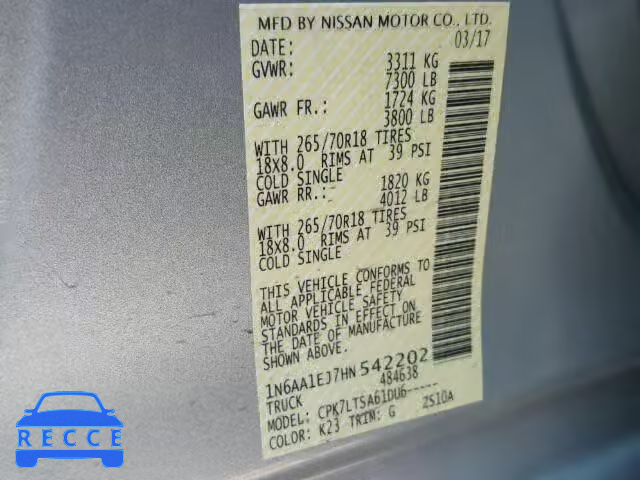 MFD BY NISSAN MOTOR CO., LTD.
DATE: 03/17
GVWR: 3311 KG
7300 LB
GAWR FR.: 1724 KG
3800 LB
WITH 265/70R18 TIRES
18X8.0 RIMS AT 39 PSI
COLD SINGLE
GAWR RR.: 1820 KG
4012 LB
WITH 265/70R18 TIRES
18X8.0 RIMS AT 39 PSI
COLD SINGLE
THIS VEHICLE CONFORMS TO
ALL APPLICABLE FEDERAL
MOTOR VEHICLE SAFETY
STANDARDS IN EFFECT ON
THE DATE OF MANUFACTURE
SHOWN ABOVE.
1N6AA1EJ7HN542202
TRUCK 484638
MODEL: CPK7LTSA61DU6-----
COLOR: K23 TRIM: G 2510A
RECCE